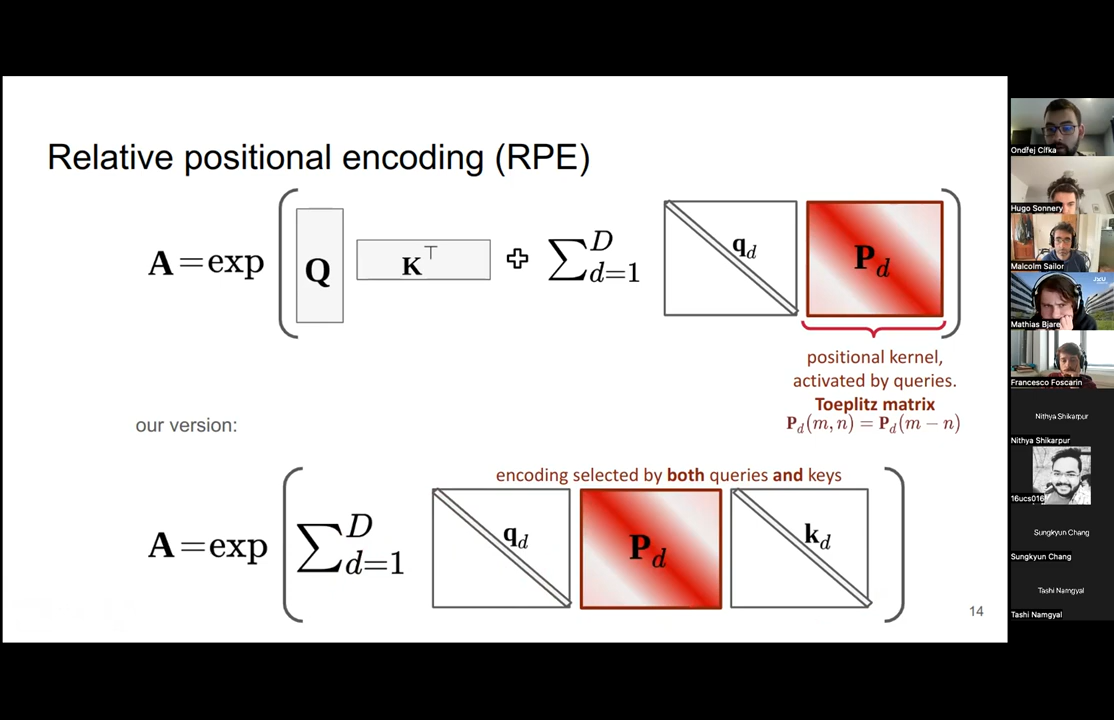 Relative positional encoding (RPE)
A = exp ( Q K⊤ + ∑_{d=1}^{D} q_d P_d )
positional kernel,
activated by queries.
Toeplitz matrix
P_d(m, n) = P_d(m − n)
our version:
encoding selected by both queries and keys
A = exp ( ∑_{d=1}^{D} q_d P_d k_d )
14
Ondřej Cífka
Hugo Sonnery
Malcolm Sailor
JKU
Mathias Bjare
Francesco Foscarin
Nithya Shikarpur
Nithya Shikarpur
16ucs016
Sungkyun Chang
Sungkyun Chang
Tashi Namgyal
Tashi Namgyal